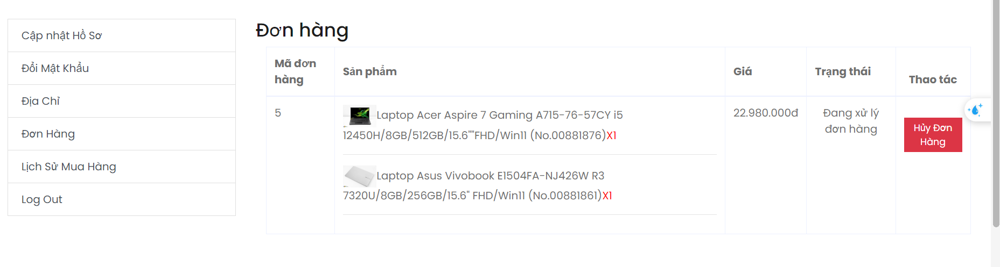 Cập nhật Hồ Sơ
Đổi Mật Khẩu
Địa Chỉ
Đơn Hàng
Lịch Sử Mua Hàng
Log Out
Đơn hàng
Mã đơn
hàng
Sản phẩm
Giá
Trạng thái
Thao tác
5
Laptop Acer Aspire 7 Gaming A715-76-57CY i5
12450H/8GB/512GB/15.6""FHD/Win11 (No.00881876)X1
Laptop Asus Vivobook E1504FA-NJ426W R3
7320U/8GB/256GB/15.6" FHD/Win11 (No.00881861)X1
22.980.000đ
Đang xử lý
đơn hàng
Hủy Đơn
Hàng